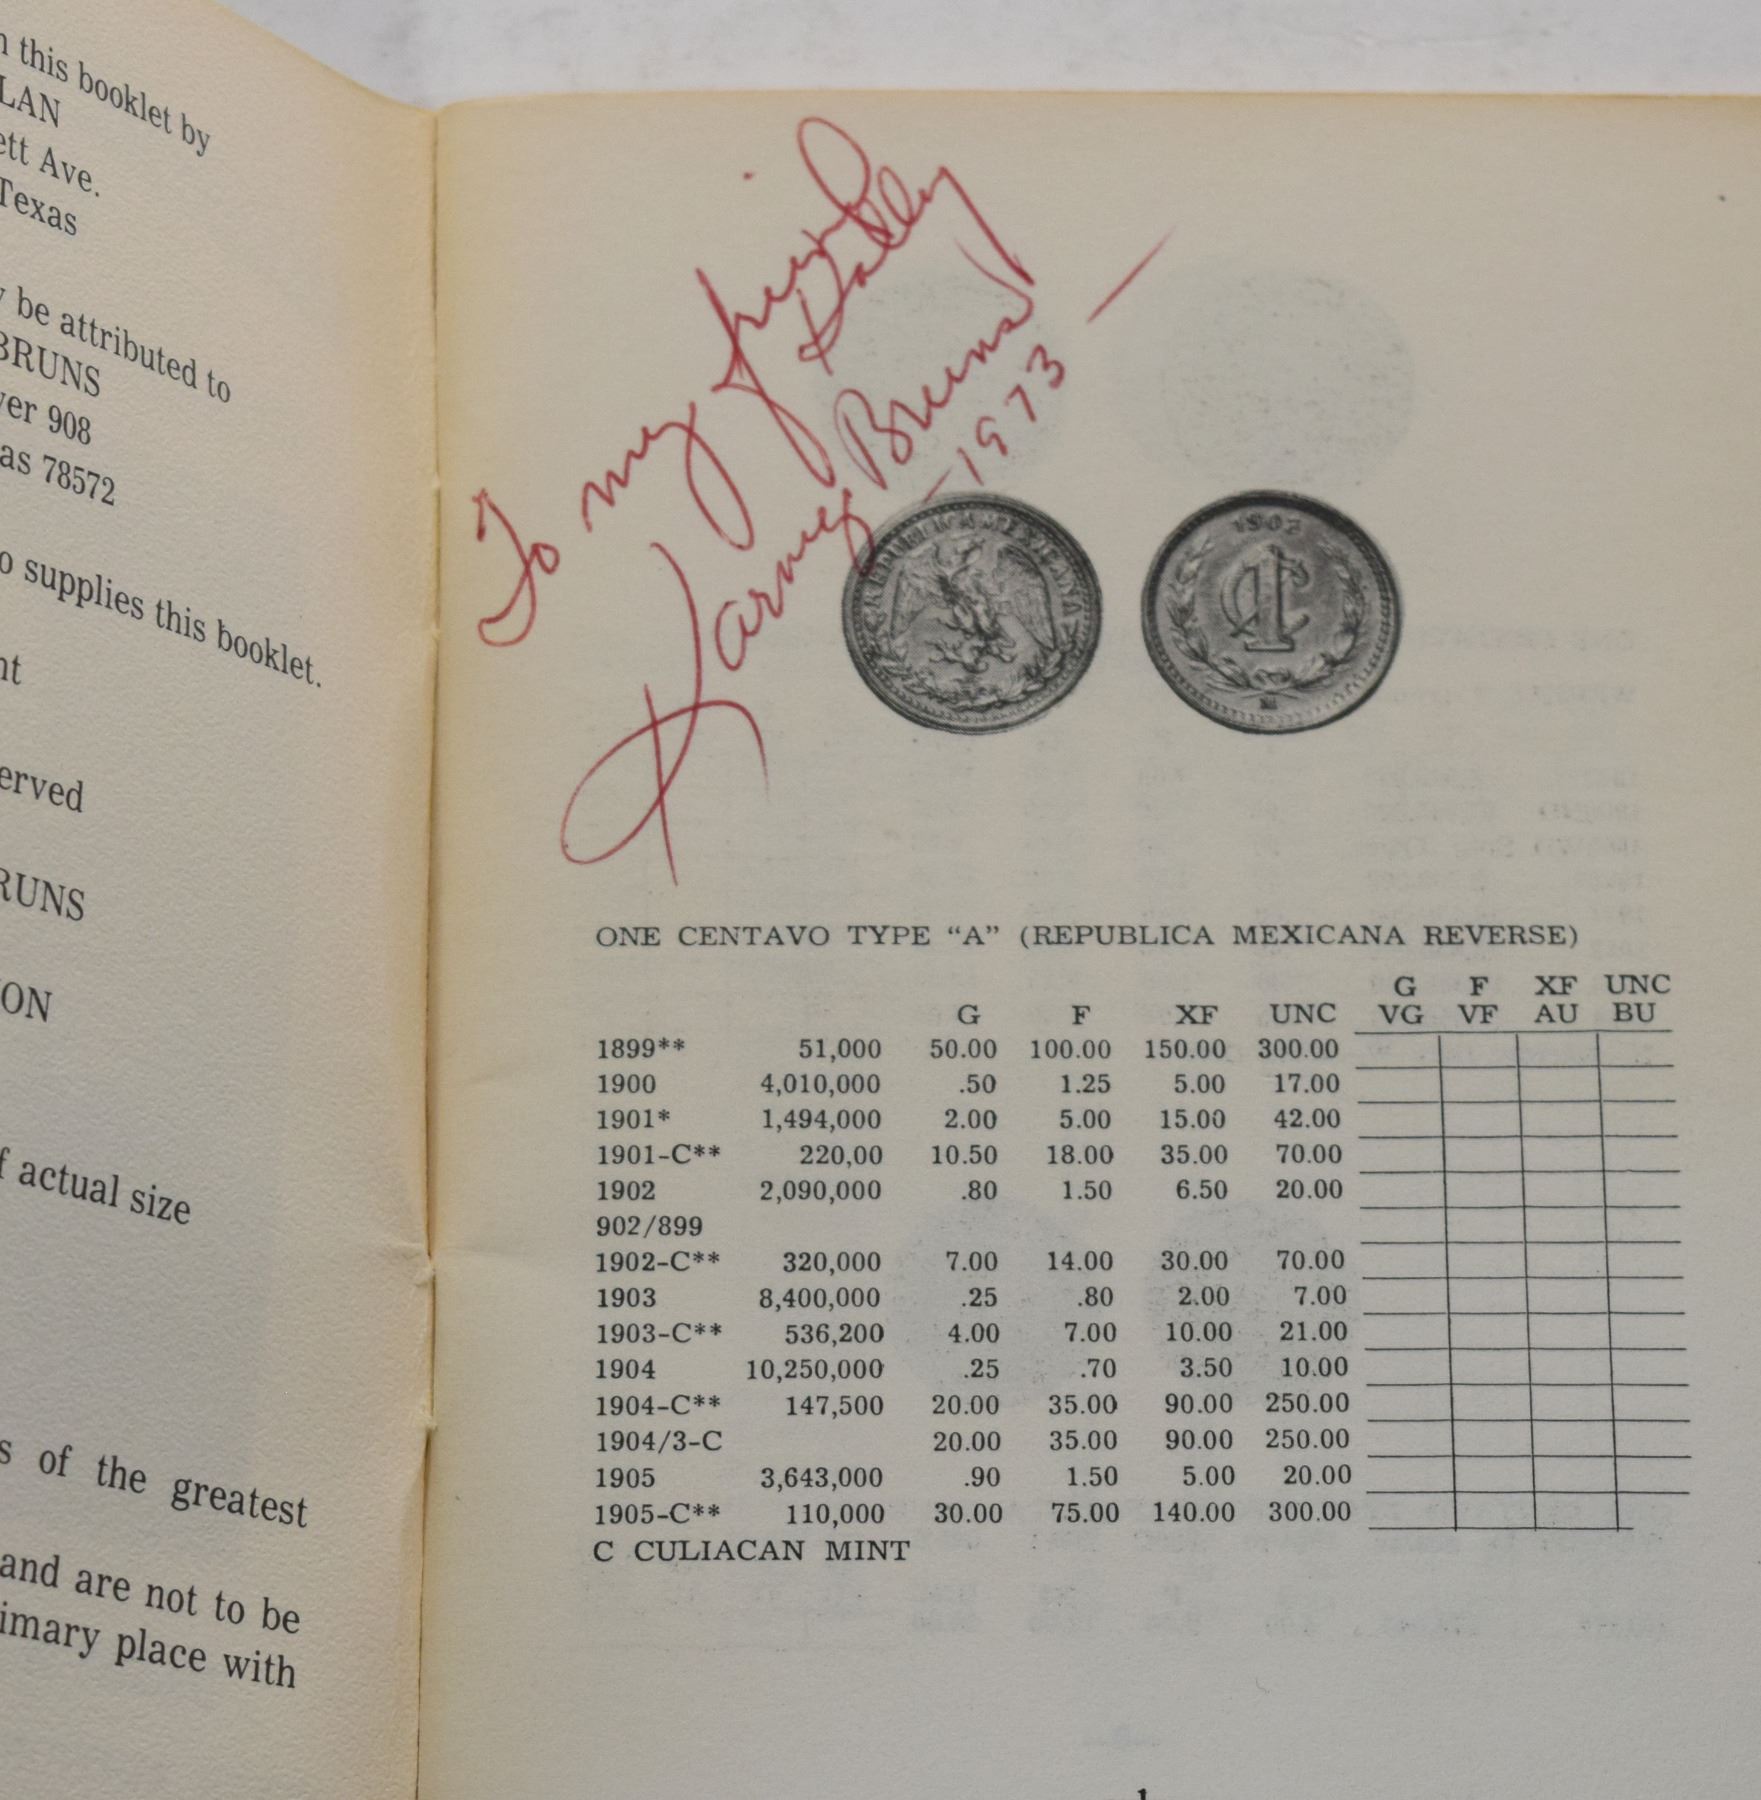 n this booklet by
LAN
ett Ave.
Texas
y be attributed to
BRUNS
ver 908
as 78572
o supplies this booklet.
nt
erved
RUNS
ON
f actual size
s of the greatest
and are not to be
imary place with
To my friend
Dalley
Karney Bruns
—1973—
REPUBLICA MEXICANA
1902
1C
M
ONE CENTAVO TYPE “A” (REPUBLICA MEXICANA REVERSE)
G F XF UNC
G F XF UNC VG VF AU BU
1899** 51,000 50.00 100.00 150.00 300.00
1900 4,010,000 .50 1.25 5.00 17.00
1901* 1,494,000 2.00 5.00 15.00 42.00
1901-C** 220,00 10.50 18.00 35.00 70.00
1902 2,090,000 .80 1.50 6.50 20.00
902/899
1902-C** 320,000 7.00 14.00 30.00 70.00
1903 8,400,000 .25 .80 2.00 7.00
1903-C** 536,200 4.00 7.00 10.00 21.00
1904 10,250,000 .25 .70 3.50 10.00
1904-C** 147,500 20.00 35.00 90.00 250.00
1904/3-C 20.00 35.00 90.00 250.00
1905 3,643,000 .90 1.50 5.00 20.00
1905-C** 110,000 30.00 75.00 140.00 300.00
C CULIACAN MINT
1